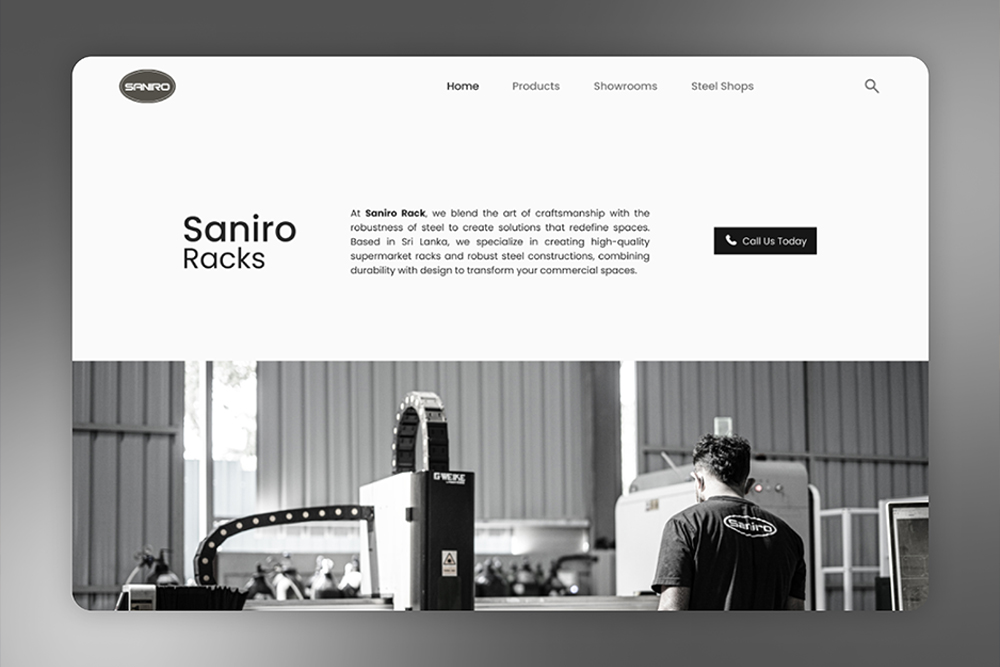 SANIRO
Home Products Showrooms Steel Shops
Saniro
Racks
At Saniro Rack, we blend the art of craftsmanship with the
robustness of steel to create solutions that redefine spaces.
Based in Sri Lanka, we specialize in creating high-quality
supermarket racks and robust steel constructions, combining
durability with design to transform your commercial spaces.
Call Us Today
GWEIKE
Saniro